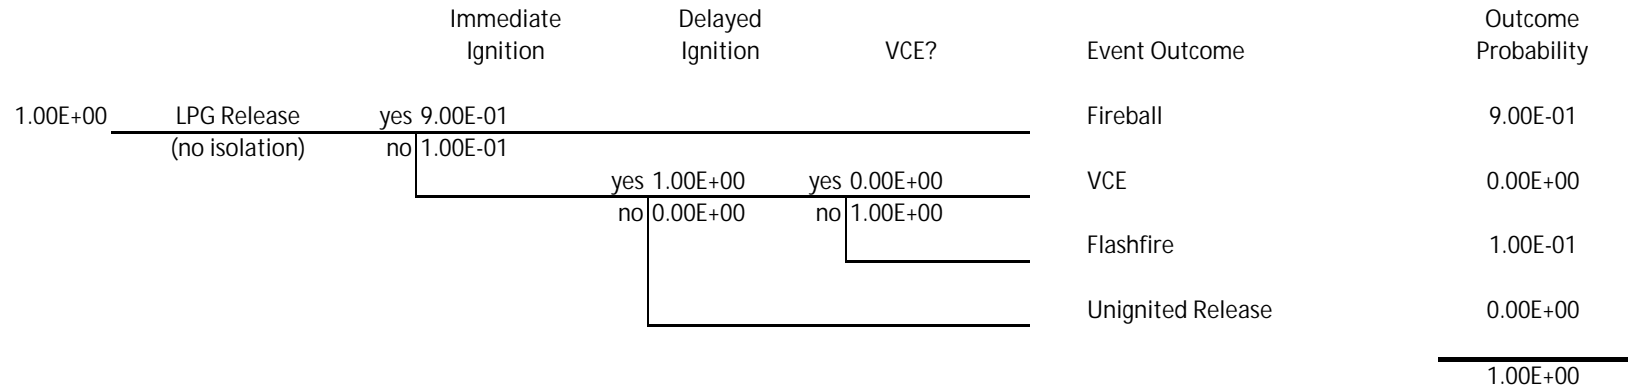 Immediate Delayed Outcome
Ignition Ignition VCE? Event Outcome Probability
1.00E+00 LPG Release yes 9.00E-01 Fireball 9.00E-01
(no isolation) no 1.00E-01
yes 1.00E+00 yes 0.00E+00 VCE 0.00E+00
no 0.00E+00 no 1.00E+00
Flashfire 1.00E-01
Unignited Release 0.00E+00
1.00E+00